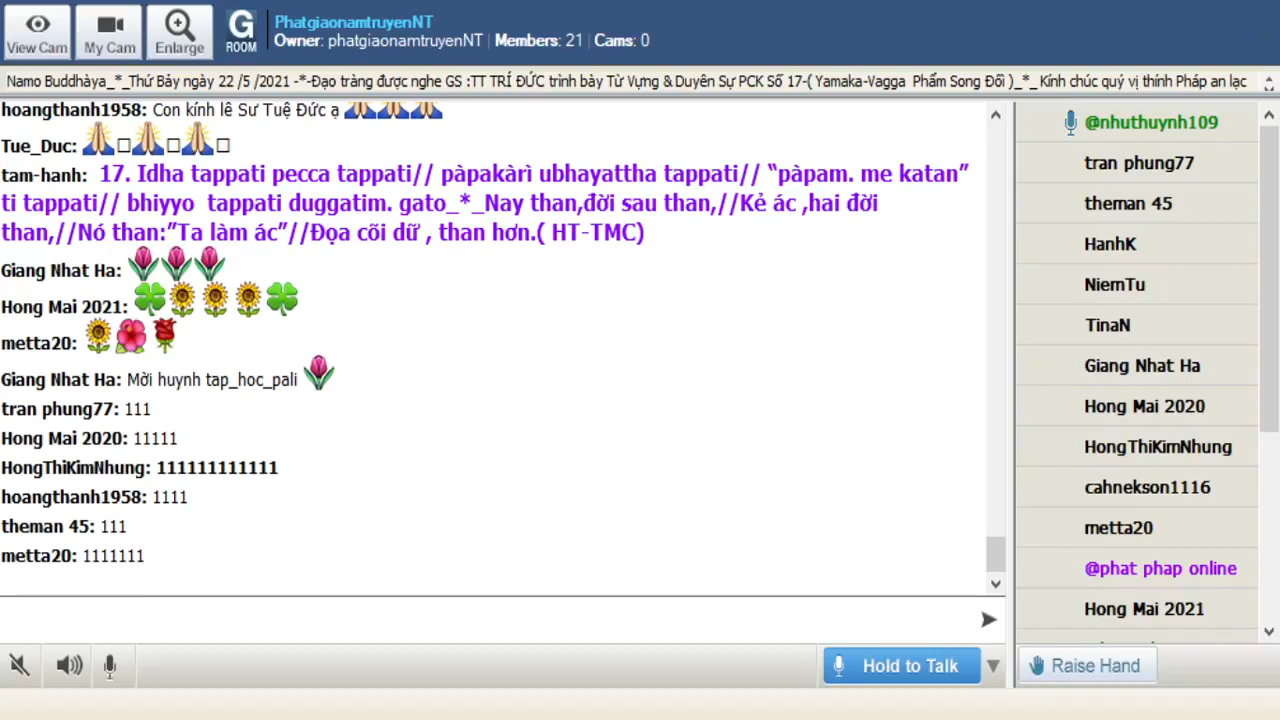 View Cam
My Cam
Enlarge
G
ROOM
PhatgiaonamtruyenNT
Owner: phatgiaonamtruyenNT | Members: 21 | Cams: 0
Namo Buddhàya_*_Thứ Bảy ngày 22 /5 /2021 -*-Đạo tràng được nghe GS :TT TRÍ ĐỨC trình bày Từ Vựng & Duyên Sự PCK Số 17-( Yamaka-Vagga Phẩm Song Đối )_*_ Kính chúc quý vị thính Pháp an lạc
hoangthanh1958: Con kính lễ Sư Tuệ Đức ạ 🙏🙏🙏
Tue_Duc: 🙏🏻🙏🏻🙏🏻
tam-hanh: 17. Idha tappati pecca tappati// pàpakàrì ubhayattha tappati// “pàpam. me katan”
ti tappati// bhiyyo tappati duggatim. gato_*_Nay than,đời sau than,//Kẻ ác ,hai đời
than,//Nó than:”Ta làm ác”//Đọa cõi dữ , than hơn.( HT-TMC)
Giang Nhat Ha: 🌷🌷🌷
Hong Mai 2021: 🍀🌻🌻🌻🍀
metta20: 🌻🌺🌹
Giang Nhat Ha: Mời huynh tap_hoc_pali 🌷
tran phung77: 111
Hong Mai 2020: 11111
HongThiKimNhung: 111111111111
hoangthanh1958: 1111
theman 45: 111
metta20: 1111111
Hold to Talk
@nhuthuynh109
tran phung77
theman 45
HanhK
NiemTu
TinaN
Giang Nhat Ha
Hong Mai 2020
HongThiKimNhung
cahnekson1116
metta20
@phat phap online
Hong Mai 2021
Raise Hand